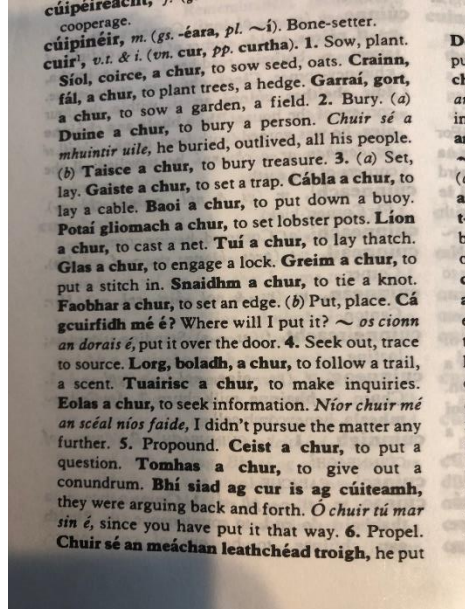 cúipéireacht,
cooperage.
cúipinéir, m. (gs. -éara, pl. ~í). Bone-setter.
cuir¹, v.t. & i. (vn. cur, pp. curtha). 1. Sow, plant.
Síol, coirce, a chur, to sow seed, oats. Crainn,
fál, a chur, to plant trees, a hedge. Garraí, gort,
a chur, to sow a garden, a field. 2. Bury. (a)
Duine a chur, to bury a person. Chuir sé a
mhuintir uile, he buried, outlived, all his people.
(b) Taisce a chur, to bury treasure. 3. (a) Set,
lay. Gaiste a chur, to set a trap. Cábla a chur, to
lay a cable. Baoi a chur, to put down a buoy.
Potaí gliomach a chur, to set lobster pots. Líon
a chur, to cast a net. Tuí a chur, to lay thatch.
Glas a chur, to engage a lock. Greim a chur, to
put a stitch in. Snaidhm a chur, to tie a knot.
Faobhar a chur, to set an edge. (b) Put, place. Cá
gcuirfidh mé é? Where will I put it? ~ os cionn
an dorais é, put it over the door. 4. Seek out, trace
to source. Lorg, boladh, a chur, to follow a trail,
a scent. Tuairisc a chur, to make inquiries.
Eolas a chur, to seek information. Níor chuir mé
an scéal níos faide, I didn't pursue the matter any
further. 5. Propound. Ceist a chur, to put a
question. Tomhas a chur, to give out a
conundrum. Bhí siad ag cur is ag cúiteamh,
they were arguing back and forth. Ó chuir tú mar
sin é, since you have put it that way. 6. Propel.
Chuir sé an meáchan leathchéad troigh, he put